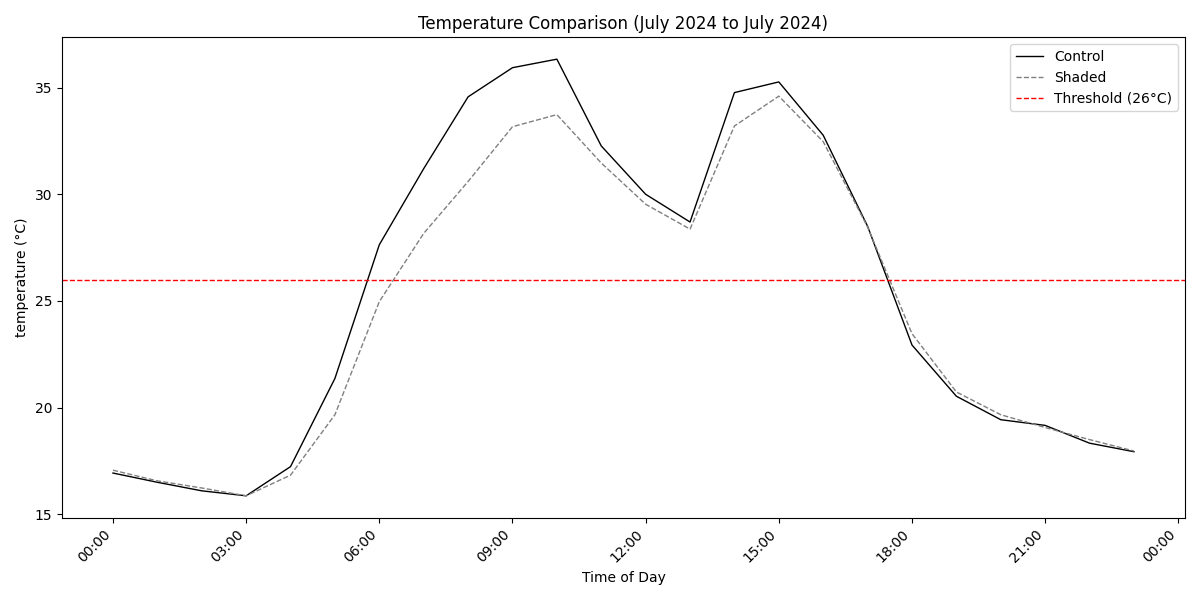 Temperature Comparison (July 2024 to July 2024)
Control
Shaded
Threshold (26°C)
temperature (°C)
35
30
25
20
15
00:00
03:00
06:00
09:00
12:00
15:00
18:00
21:00
00:00
Time of Day